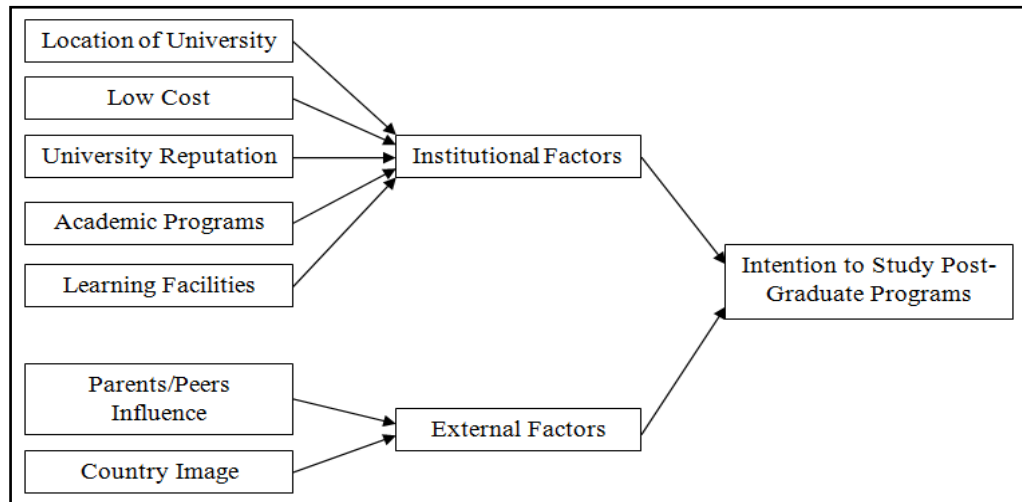 Location of University
Low Cost
University Reputation
Academic Programs
Learning Facilities
Institutional Factors
Intention to Study Post-
Graduate Programs
Parents/Peers
Influence
Country Image
External Factors